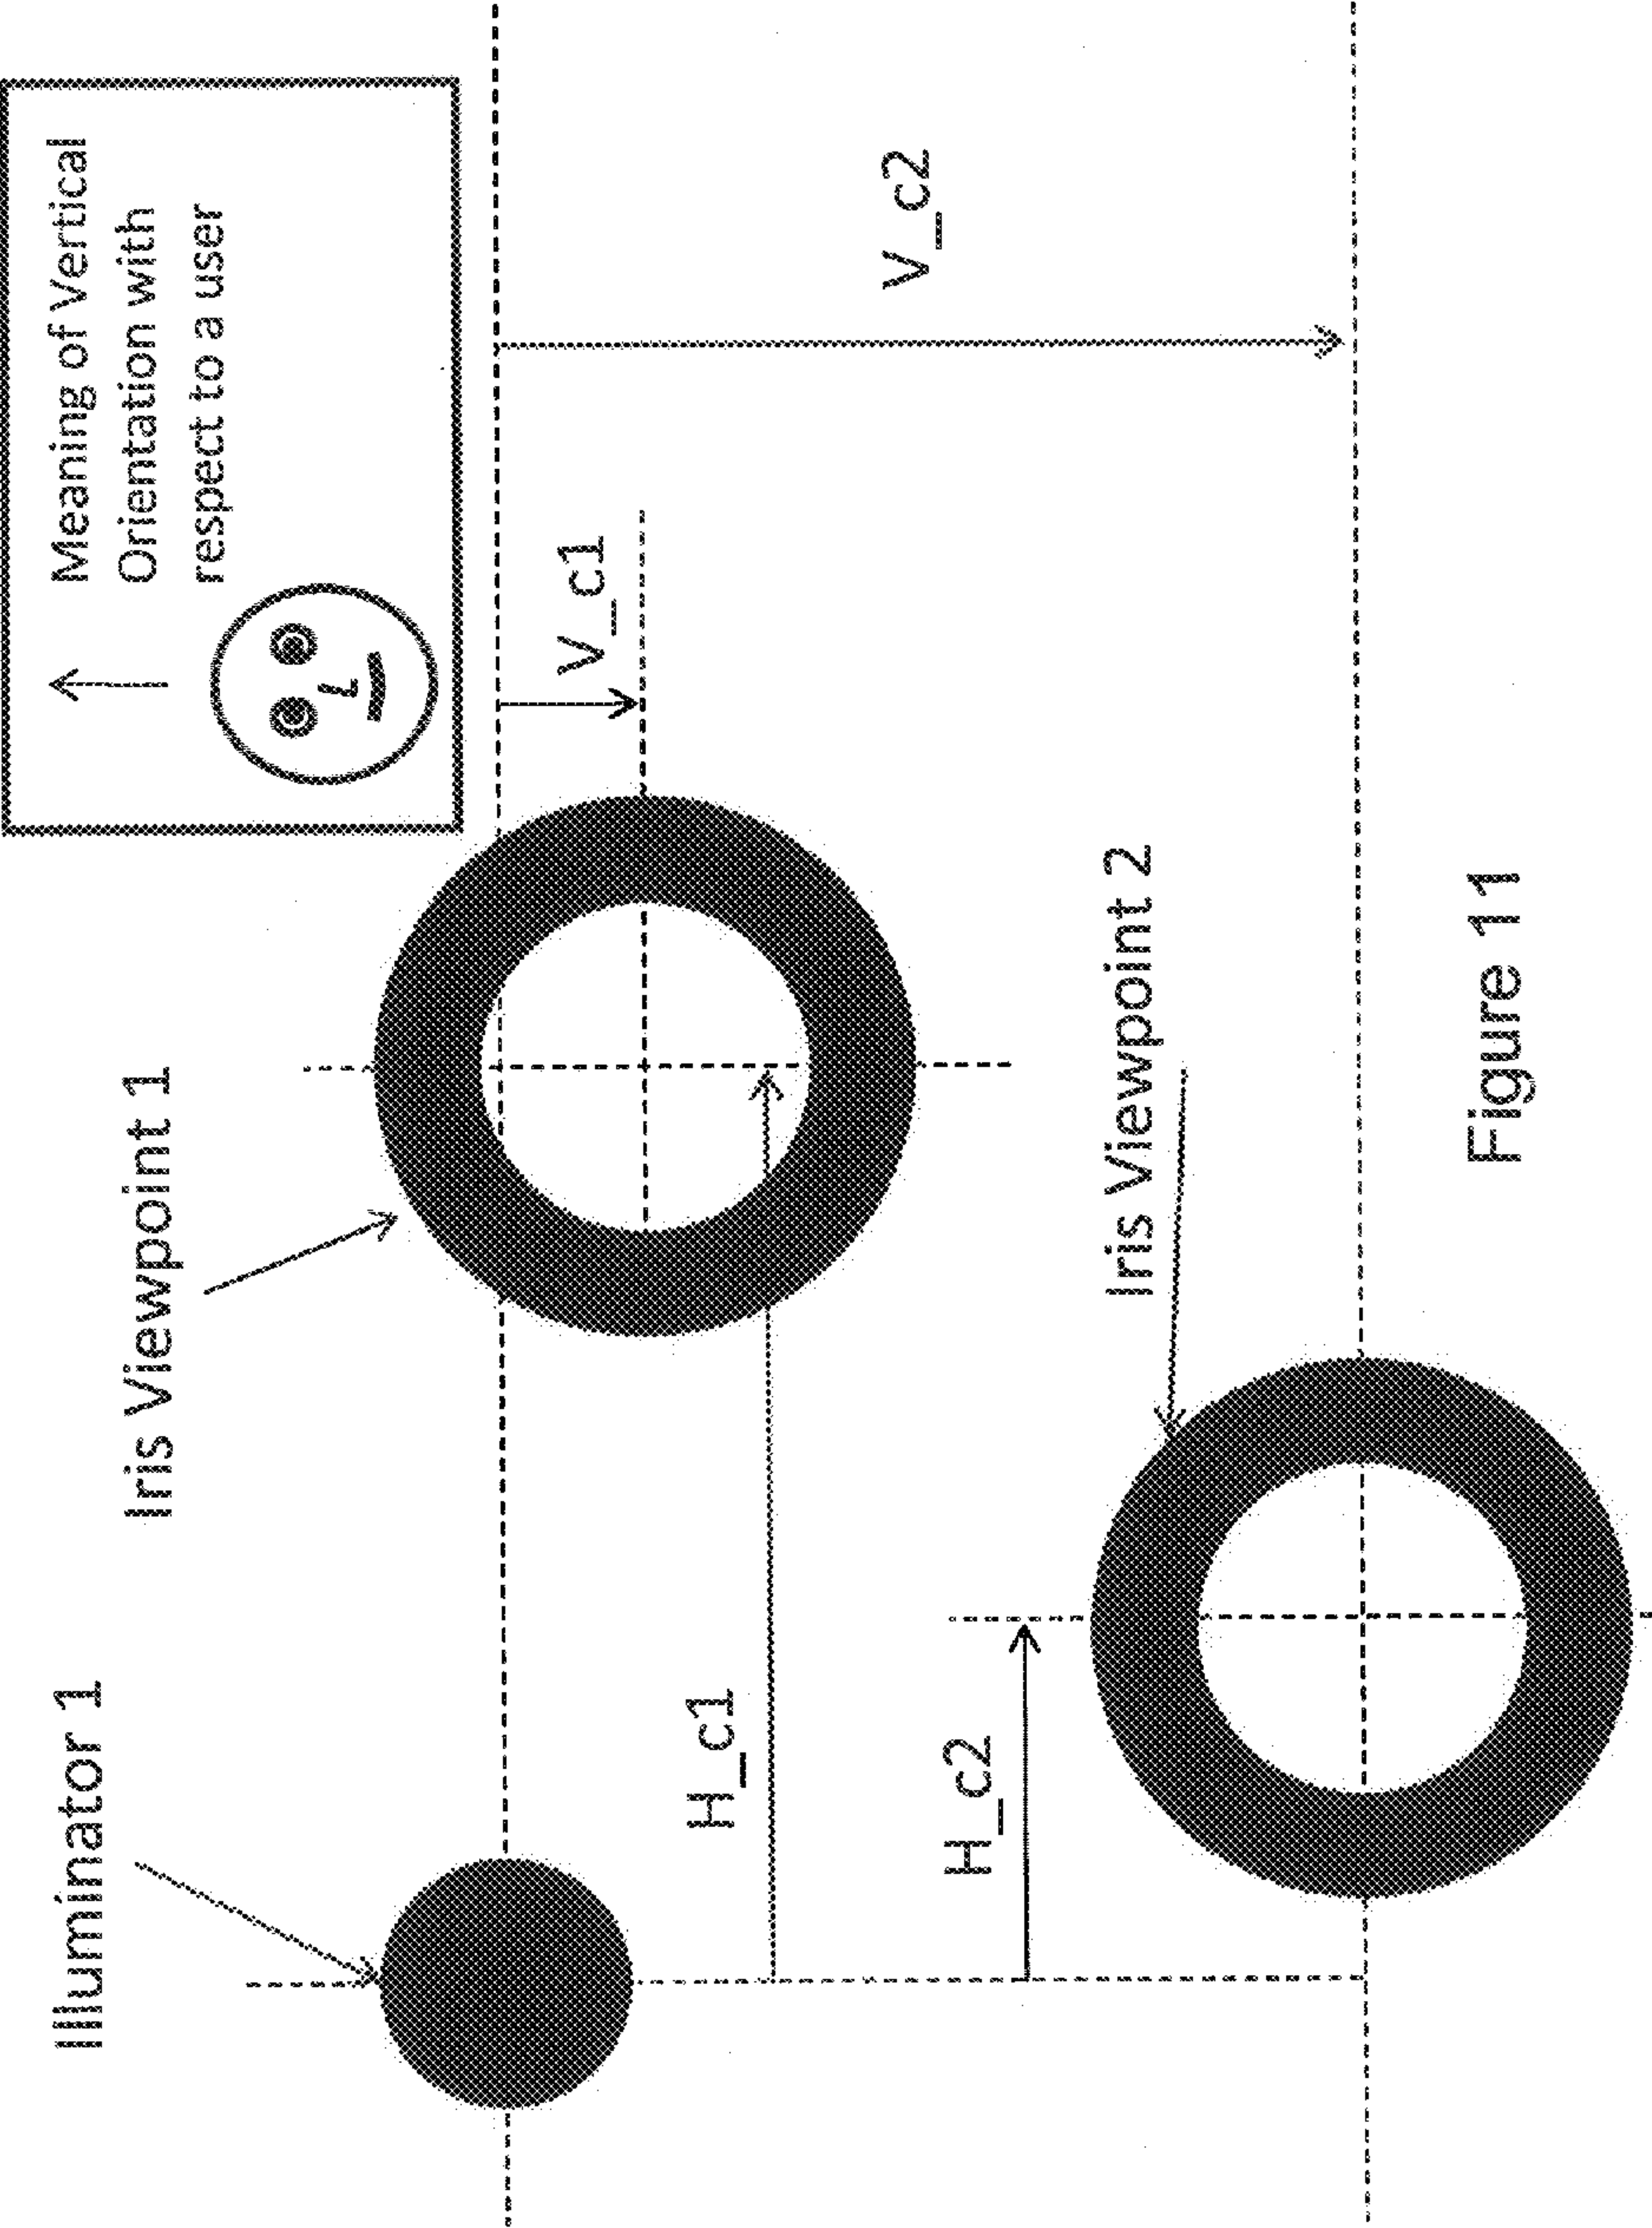 Illuminator 1
Iris Viewpoint 1
Meaning of Vertical
Orientation with
respect to a user
V_c1
H_c1
V_c2
H_c2
Iris Viewpoint 2
Figure 11